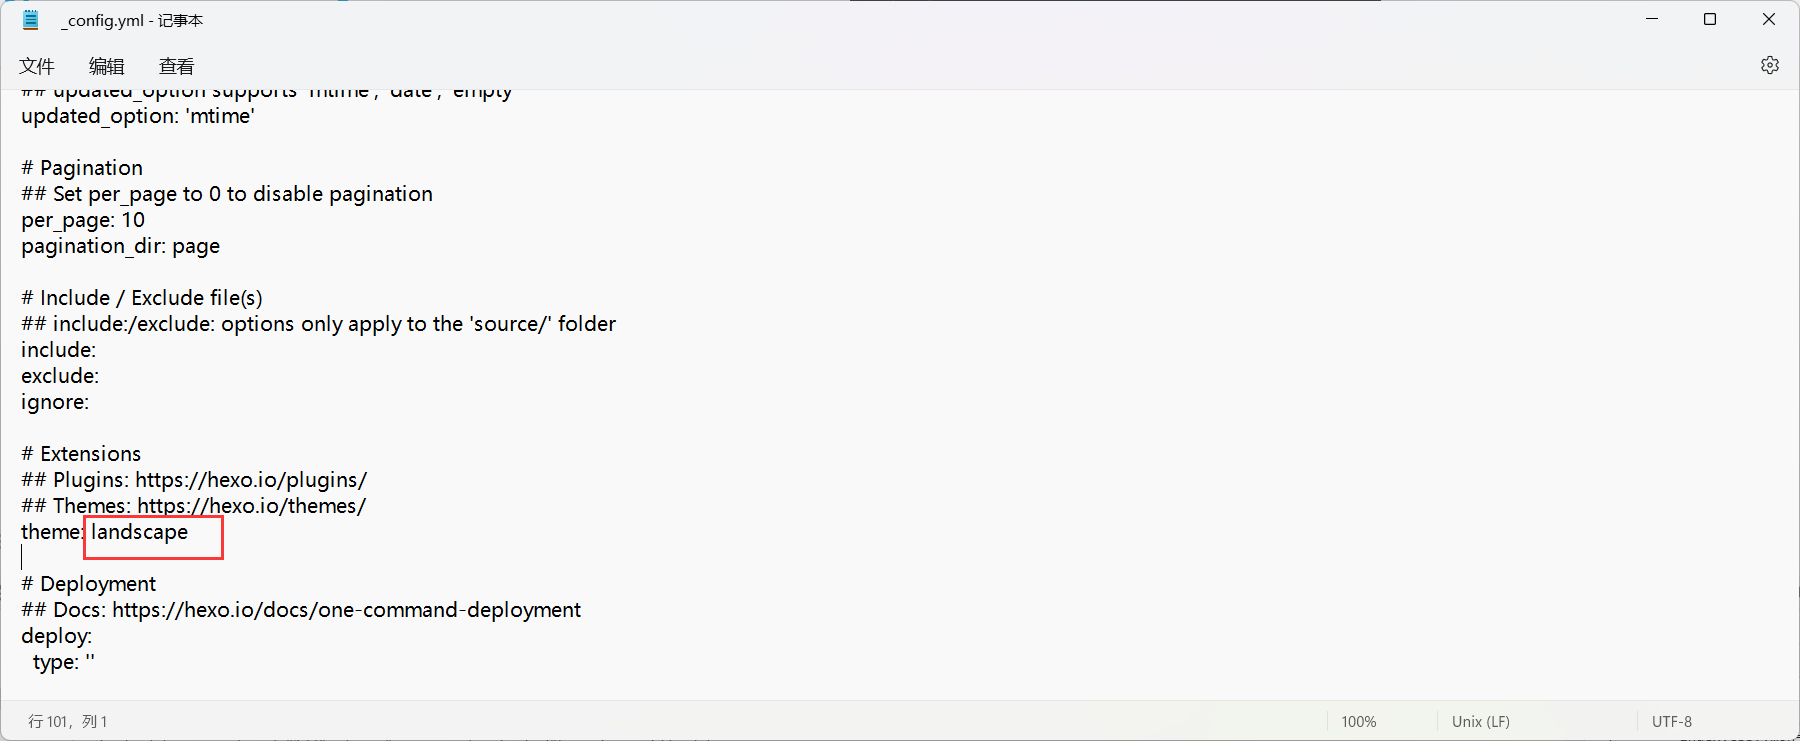 _config.yml - 记事本
文件 编辑 查看
## updated_option supports 'mtime', 'date', 'empty'
updated_option: 'mtime'
# Pagination
## Set per_page to 0 to disable pagination
per_page: 10
pagination_dir: page
# Include / Exclude file(s)
## include:/exclude: options only apply to the 'source/' folder
include:
exclude:
ignore:
# Extensions
## Plugins: https://hexo.io/plugins/
## Themes: https://hexo.io/themes/
theme: landscape
# Deployment
## Docs: https://hexo.io/docs/one-command-deployment
deploy:
  type: ''
行 101，列 1 100% Unix (LF) UTF-8